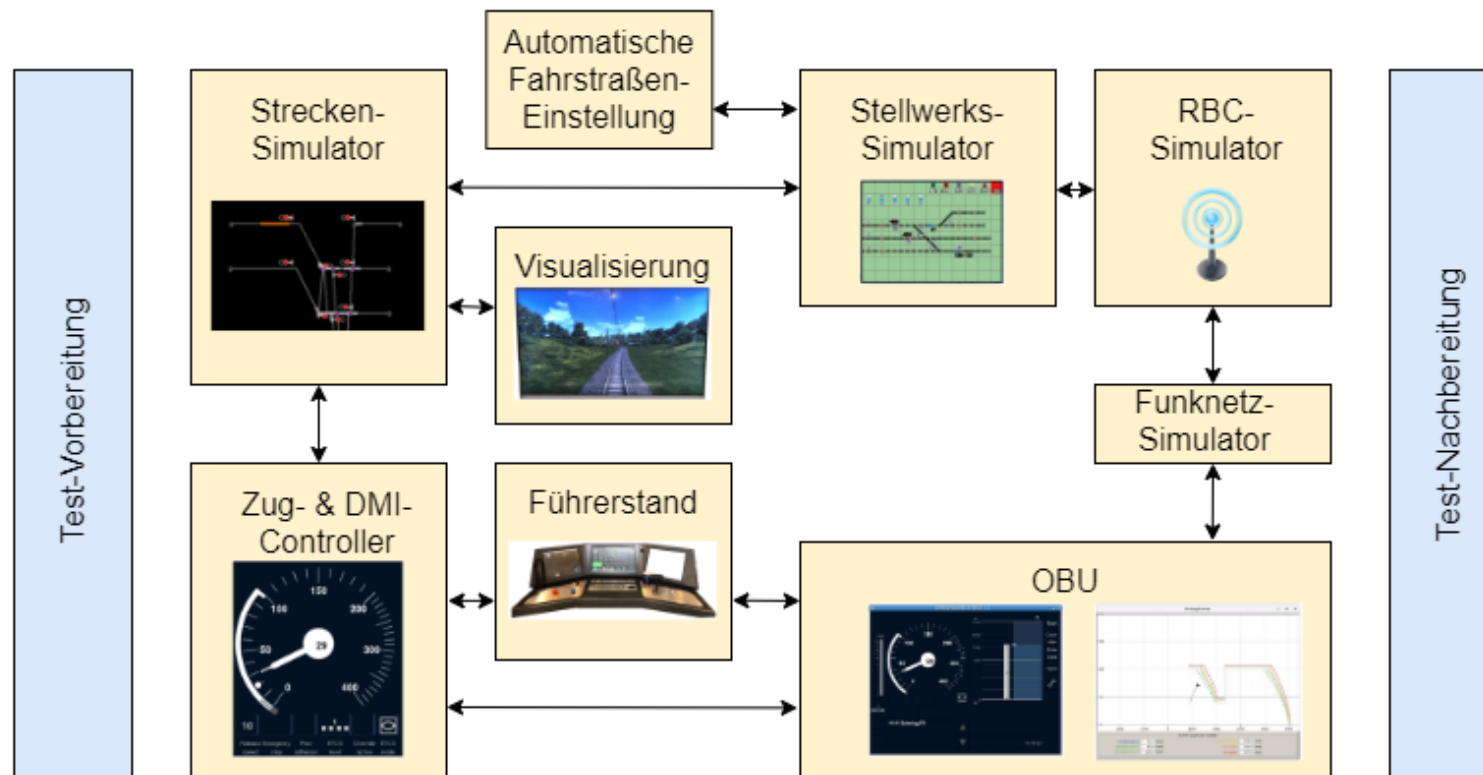 Test-Vorbereitung
Strecken-
Simulator
Automatische
Fahrstraßen-
Einstellung
Stellwerks-
Simulator
RBC-
Simulator
Visualisierung
Funknetz-
Simulator
Zug- & DMI-
Controller
150
100
200
50
29
300
0
400
10
Führerstand
OBU
Test-Nachbereitung